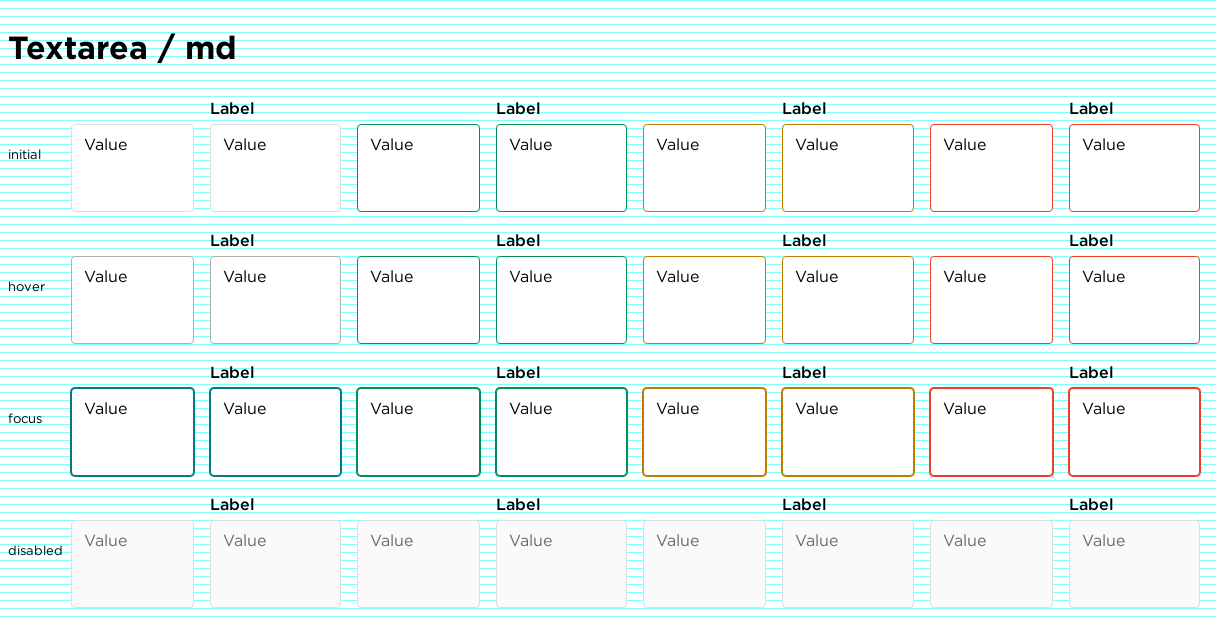 Textarea / md
Label Label Label Label
initial Value Value Value Value Value Value Value Value
Label Label Label Label
hover Value Value Value Value Value Value Value Value
Label Label Label Label
focus Value Value Value Value Value Value Value Value
Label Label Label Label
disabled Value Value Value Value Value Value Value Value